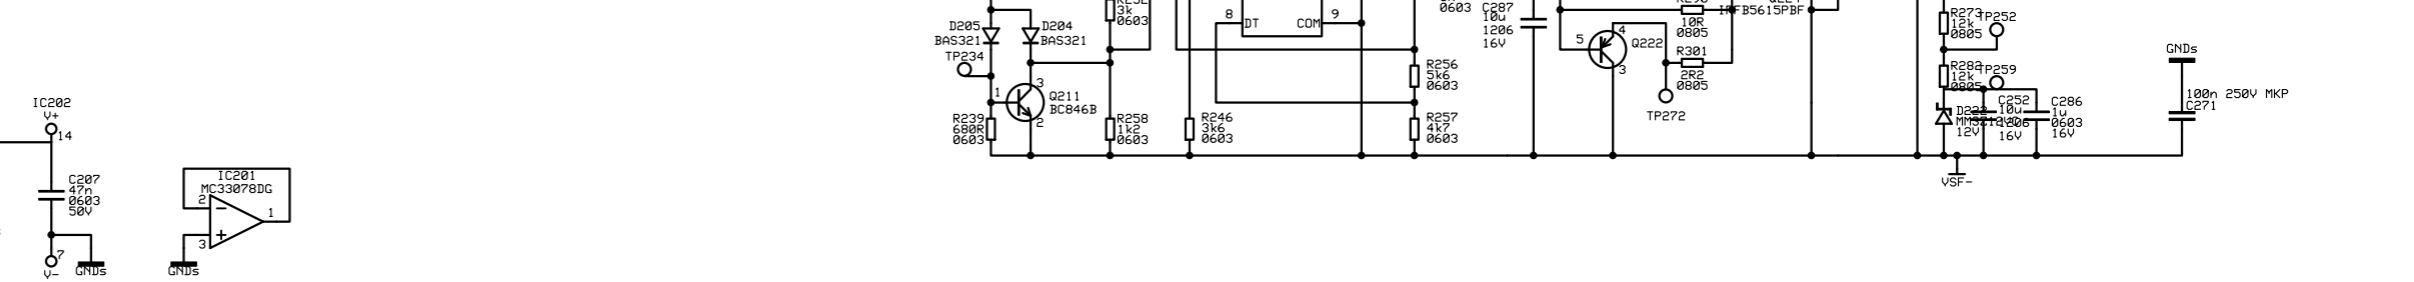 IC202
V+
14
C207
47n
0603
50V
7
V-
GNDs
IC201
MC33078DG
2
1
3
GNDs
D205
BAS321
D204
BAS321
TP234
3k
0603
1
3
Q211
BC846B
2
R239
680R
0603
R258
1k2
0603
R246
3k6
0603
8
DT
COM
9
R256
5k6
0603
R257
4k7
0603
0603
C287
10u
1206
16V
5
4
Q222
3
10R
0805
IRFB5615PBF
R301
2R2
0805
TP272
R273
12k
0805
TP252
R282
12k
0805
TP259
12V
C252
10u
1206
16V
C286
1u
0603
16V
VSF-
GNDs
100n 250V MKP
C271